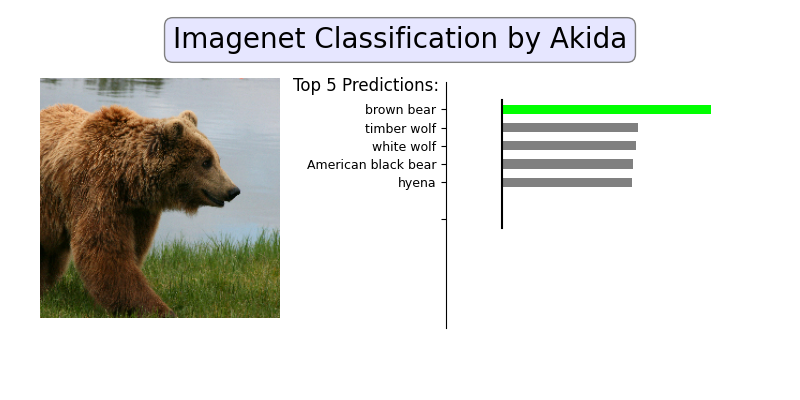 Imagenet Classification by Akida
Top 5 Predictions:
brown bear
timber wolf
white wolf
American black bear
hyena